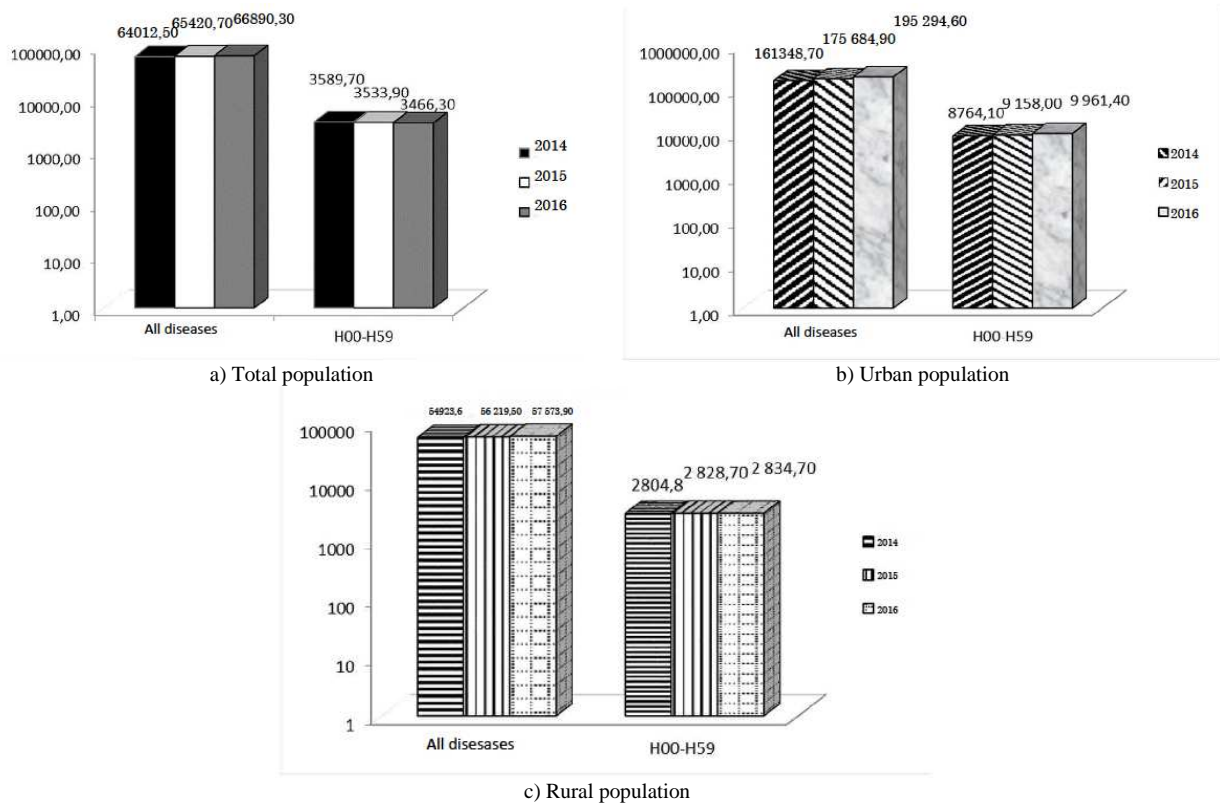 64012,50 65420,70 66890,30
100000,00
10000,00
1000,00
100,00
10,00
1,00
3589,70
3533,90
3466,30
2014
2015
2016
All diseases H00-H59
a) Total population
161348,70 175 684,90 195 294,60
1000000,00
100000,00
10000,00
1000,00
100,00
10,00
1,00
8764,10 9 158,00 9 961,40
2014
2015
2016
All diseases H00-H59
b) Urban population
54923,6 56 219,50 57 573,90
100000
10000
1000
100
10
1
2804,8 2 828,70 2 834,70
2014
2015
2016
All disesases H00-H59
c) Rural population